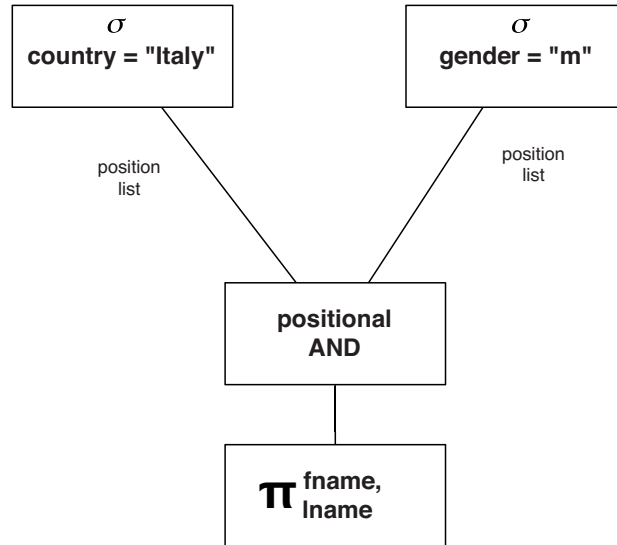 σ
country = "Italy"
σ
gender = "m"
position
list
position
list
positional
AND
π fname,
lname